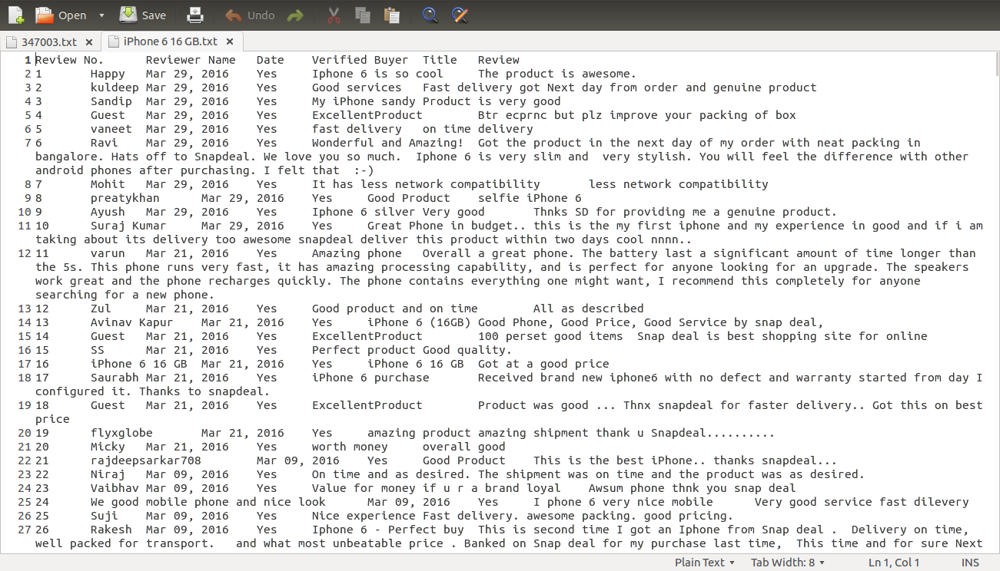 Open Save Undo
347003.txt × iPhone 6 16 GB.txt ×
1 Review No. Reviewer Name Date Verified Buyer Title Review
2 1 Happy Mar 29, 2016 Yes Iphone 6 is so cool The product is awesome.
3 2 kuldeep Mar 29, 2016 Yes Good services Fast delivery got Next day from order and genuine product
4 3 Sandip Mar 29, 2016 Yes My iPhone sandy Product is very good
5 4 Guest Mar 29, 2016 Yes ExcellentProduct Btr ecprnc but plz improve your packing of box
6 5 vaneet Mar 29, 2016 Yes fast delivery on time delivery
7 6 Ravi Mar 29, 2016 Yes Wonderful and Amazing! Got the product in the next day of my order with neat packing in
bangalore. Hats off to Snapdeal. We love you so much. Iphone 6 is very slim and very stylish. You will feel the difference with other
android phones after purchasing. I felt that :-)
8 7 Mohit Mar 29, 2016 Yes It has less network compatibility less network compatibility
9 8 preatykhan Mar 29, 2016 Yes Good Product selfie iPhone 6
10 9 Ayush Mar 29, 2016 Yes Iphone 6 silver Very good Thnks SD for providing me a genuine product.
11 10 Suraj Kumar Mar 29, 2016 Yes Great Phone in budget.. this is the my first iphone and my experience in good and if i am
taking about its delivery too awesome snapdeal deliver this product within two days cool nnnn..
12 11 varun Mar 21, 2016 Yes Amazing phone Overall a great phone. The battery last a significant amount of time longer than
the 5s. This phone runs very fast, it has amazing processing capability, and is perfect for anyone looking for an upgrade. The speakers
work great and the phone recharges quickly. The phone contains everything one might want, I recommend this completely for anyone
searching for a new phone.
13 12 Zul Mar 21, 2016 Yes Good product and on time All as described
14 13 Avinav Kapur Mar 21, 2016 Yes iPhone 6 (16GB) Good Phone, Good Price, Good Service by snap deal,
15 14 Guest Mar 21, 2016 Yes ExcellentProduct 100 perset good items Snap deal is best shopping site for online
16 15 SS Mar 21, 2016 Yes Perfect product Good quality.
17 16 iPhone 6 16 GB Mar 21, 2016 Yes iPhone 6 16 GB Got at a good price
18 17 Saurabh Mar 21, 2016 Yes iPhone 6 purchase Received brand new iphone6 with no defect and warranty started from day I
configured it. Thanks to snapdeal.
19 18 Guest Mar 21, 2016 Yes ExcellentProduct Product was good ... Thnx snapdeal for faster delivery.. Got this on best
price
20 19 flyxglobe Mar 21, 2016 Yes amazing product amazing shipment thank u Snapdeal..........
21 20 Micky Mar 21, 2016 Yes worth money overall good
22 21 rajdeepsarkar708 Mar 09, 2016 Yes Good Product This is the best iPhone.. thanks snapdeal...
23 22 Niraj Mar 09, 2016 Yes On time and as desired. The shipment was on time and the product was as desired.
24 23 Vaibhav Mar 09, 2016 Yes Value for money if u r a brand loyal Awsum phone thnk you snap deal
25 24 We good mobile phone and nice look Mar 09, 2016 Yes I phone 6 very nice mobile Very good service fast dilevery
26 25 Suji Mar 09, 2016 Yes Nice experience Fast delivery. awesome packing. good pricing.
27 26 Rakesh Mar 09, 2016 Yes Iphone 6 - Perfect buy This is second time I got an Iphone from Snap deal . Delivery on time,
well packed for transport. and what most unbeatable price . Banked on Snap deal for my purchase last time, This time and for sure Next
Plain Text Tab Width: 8 Ln 1, Col 1 INS